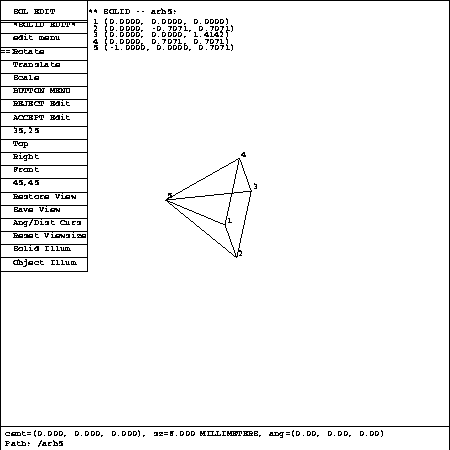 SOL EDIT
*SOLID EDIT*
edit menu
==Rotate
Translate
Scale
BUTTON MENU
REJECT Edit
ACCEPT Edit
35,25
Top
Right
Front
45,45
Restore View
Save View
Ang/Dist Curs
Reset Viewsize
Solid Illum
Object Illum
** SOLID -- arb5:
1 (0.0000, 0.0000, 0.0000)
2 (0.0000, -0.7071, 0.7071)
3 (0.0000, 0.0000, 1.4142)
4 (0.0000, 0.7071, 0.7071)
5 (-1.0000, 0.0000, 0.7071)
4
3
5
1
2
cent=(0.000, 0.000, 0.000), sz=8.000 MILLIMETERS, ang=(0.00, 0.00, 0.00)
Path: /arb5